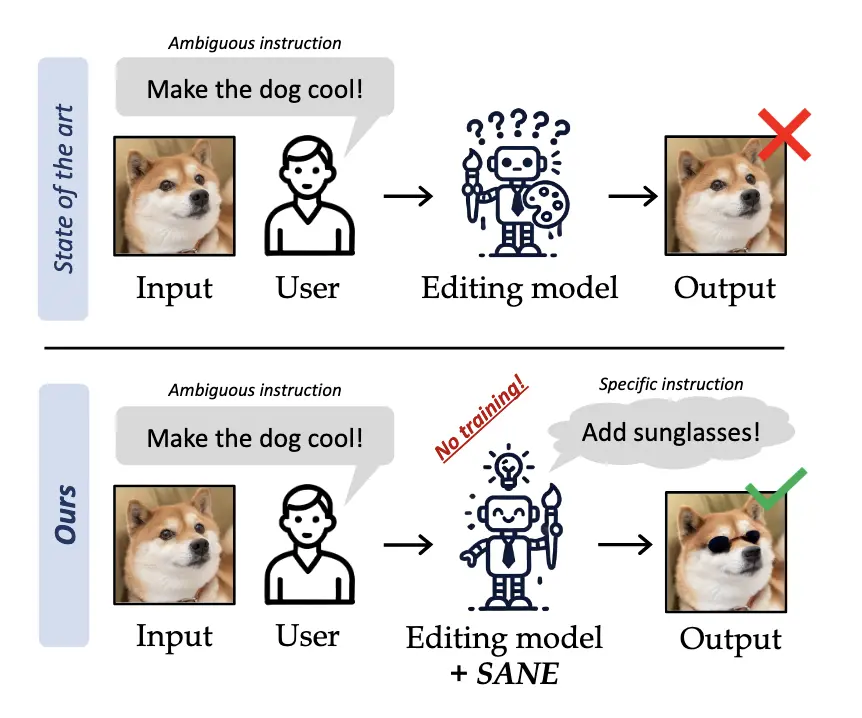 State of the art
Ambiguous instruction
Make the dog cool!
? ? ? ? ?
Input
User
Editing model
Output
Ours
Ambiguous instruction
Make the dog cool!
No training!
Specific instruction
Add sunglasses!
Input
User
Editing model
+ SANE
Output